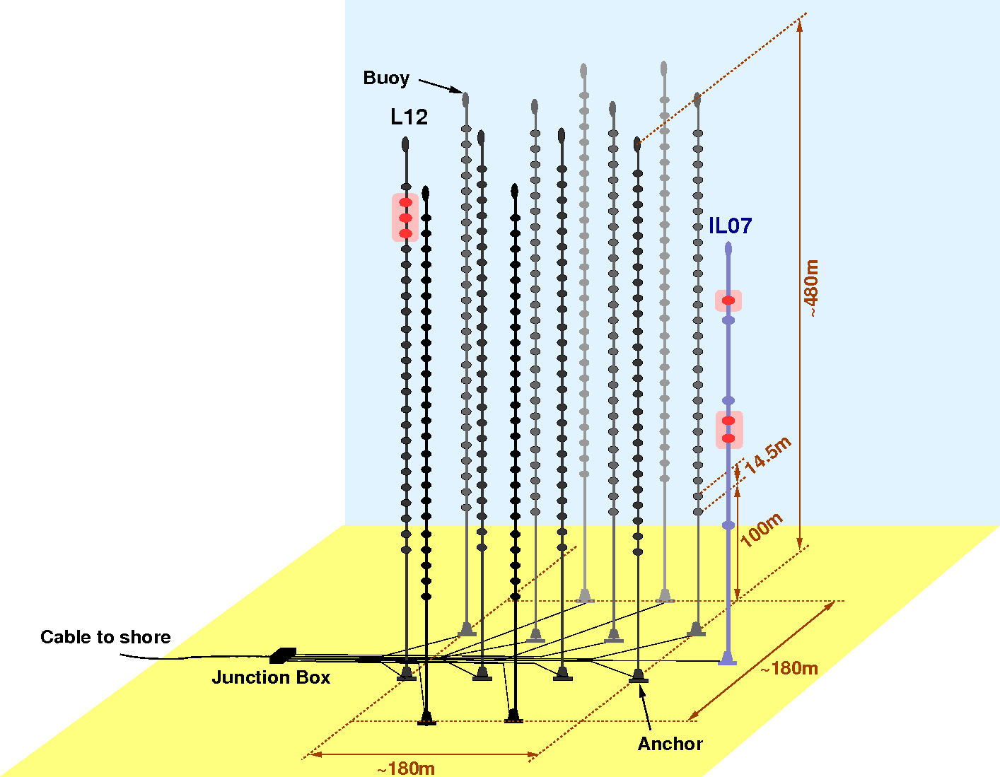 Buoy
L12
IL07
~480m
14.5m
100m
Cable to shore
Junction Box
~180m
Anchor
~180m